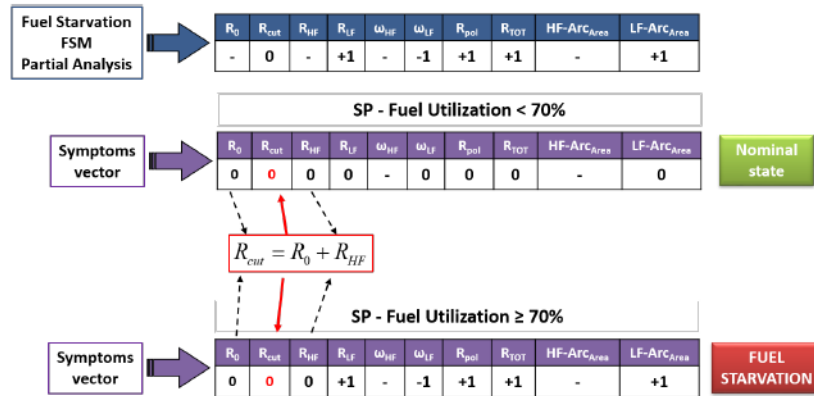 Fuel Starvation
FSM
Partial Analysis
R0 Rcut RHF RLF ωHF ωLF Rpol RTOT HF-ArcArea LF-ArcArea
- 0 - +1 - -1 +1 +1 - +1
SP - Fuel Utilization < 70%
Symptoms
vector
R0 Rcut RHF RLF ωHF ωLF Rpol RTOT HF-ArcArea LF-ArcArea
0 0 0 0 - 0 0 0 - 0
Nominal
state
Rcut = R0 + RHF
SP - Fuel Utilization ≥ 70%
Symptoms
vector
R0 Rcut RHF RLF ωHF ωLF Rpol RTOT HF-ArcArea LF-ArcArea
0 0 0 +1 - -1 +1 +1 - +1
FUEL
STARVATION